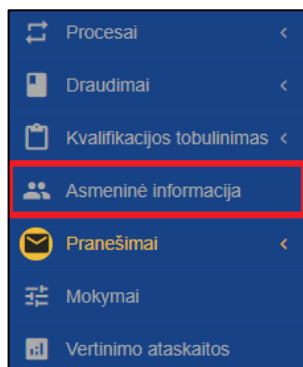 Procesai
Draudimai
Kvalifikacijos tobulinimas
Asmeninė informacija
Pranešimai
Mokymai
Vertinimo ataskaitos